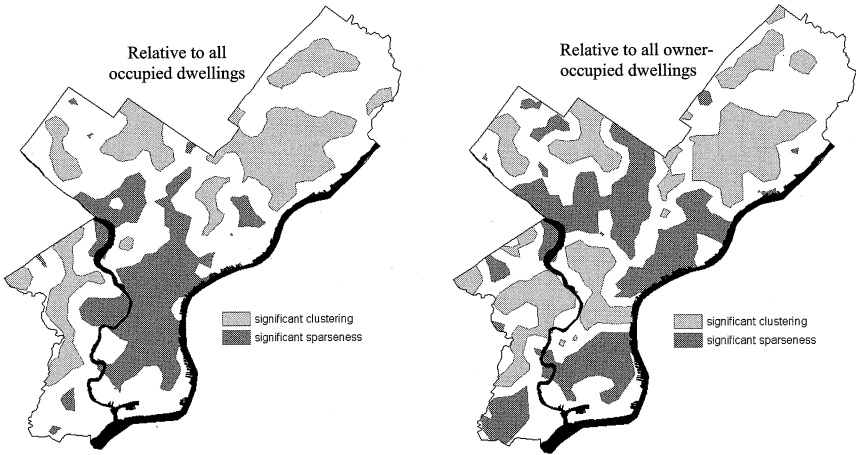 Relative to all
occupied dwellings
significant clustering
significant sparseness
Relative to all owner-
occupied dwellings
significant clustering
significant sparseness